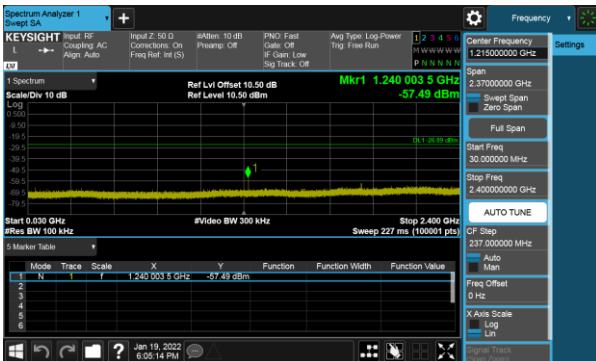 Spectrum Analyzer 1
Swept SA
+
Frequency
KEYSIGHT
L
Input: RF
Coupling: AC
Align: Auto
Input Z: 50 Ω
Corrections: On
Freq Ref: Int (S)
#Atten: 10 dB
Preamp: Off
PNO: Fast
Gate: Off
IF Gain: Low
Sig Track: Off
Avg Type: Log-Power
Trig: Free Run
1 2 3 4 5 6
M W W W W W
P N N N N N
1 Spectrum
Scale/Div 10 dB
Log
Ref Lvl Offset 10.50 dB
Ref Level 10.50 dBm
Mkr1 1.240 003 5 GHz
-57.49 dBm
0.500
-9.50
-19.5
-29.5
-39.5
-49.5
-59.5
-69.5
-79.5
1
Start 0.030 GHz
#Res BW 100 kHz
#Video BW 300 kHz
Stop 2.400 GHz
Sweep 227 ms (100001 pts)
5 Marker Table
Mode Trace Scale X Y Function Function Width Function Value
1 N 1 f 1.240 003 5 GHz -57.49 dBm
2
3
4
5
6
Center Frequency
1.215000000 GHz
Settings
Span
2.37000000 GHz
Swept Span
Zero Span
Full Span
Start Freq
30.000000 MHz
Stop Freq
2.400000000 GHz
AUTO TUNE
CF Step
237.000000 MHz
Auto
Man
Freq Offset
0 Hz
X Axis Scale
Log
Lin
Signal Track
?
Jan 19, 2022
6:05:14 PM